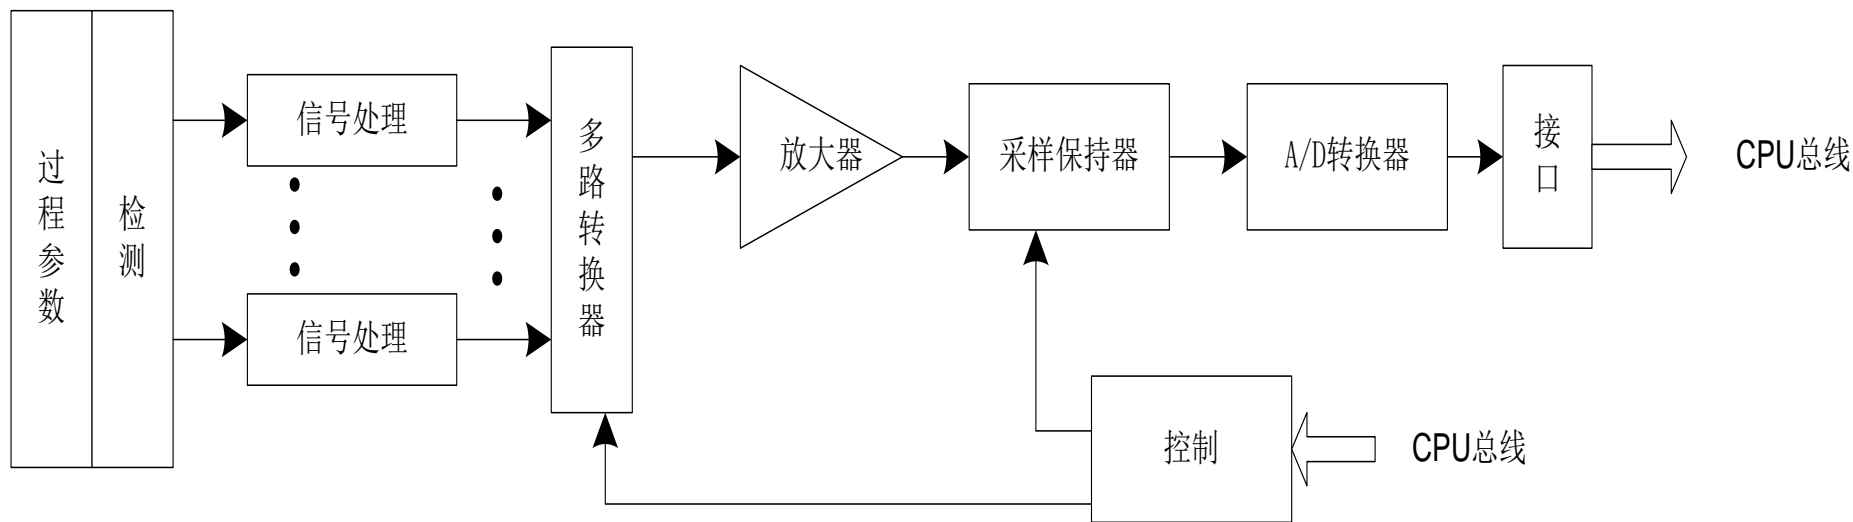 过程参数
检测
信号处理
信号处理
多路转换器
放大器
采样保持器
A/D转换器
接口
CPU总线
控制
CPU总线